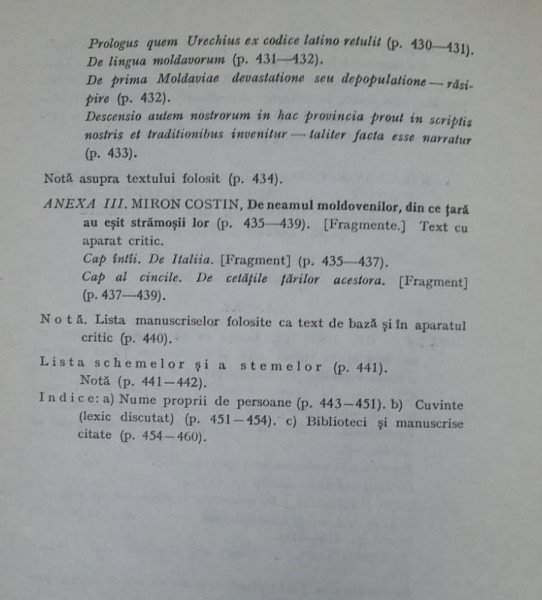 Prologus quem Urechius ex codice latino retulit (p. 430—431).
De lingua moldavorum (p. 431—432).
De prima Moldaviae devastatione seu depopulatione — răsi-
pire (p. 432).
Descensio autem nostrorum in hac provincia prout in scriptis
nostris et traditionibus invenitur — taliter facta esse narratur
(p. 433).
Notă asupra textului folosit (p. 434).
ANEXA III. MIRON COSTIN, De neamul moldovenilor, din ce țară
au eșit strămoșii lor (p. 435—439). [Fragmente.] Text cu
aparat critic.
Cap întîi. De Italiia. [Fragment] (p. 435—437).
Cap al cincile. De cetățile țărilor acestora. [Fragment]
(p. 437—439).
Notă. Lista manuscriselor folosite ca text de bază și în aparatul
critic (p. 440).
Lista schemelor și a stemelor (p. 441).
Notă (p. 441—442).
Indice: a) Nume proprii de persoane (p. 443—451). b) Cuvinte
(lexic discutat) (p. 451—454). c) Biblioteci și manuscrise
citate (p. 454—460).